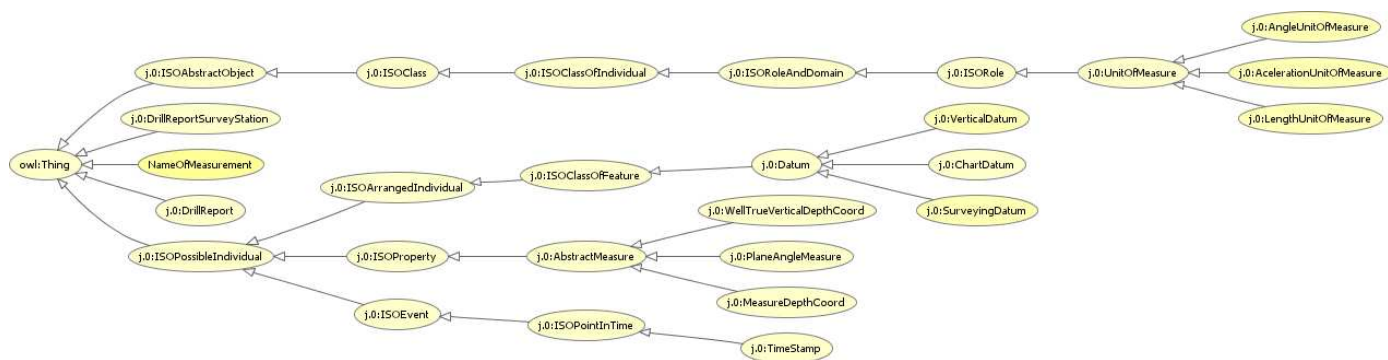 j.0:AngleUnitOfMeasure
j.0:ISOAbstractObject
j.0:ISOClass
j.0:ISOClassOfIndividual
j.0:ISORoleAndDomain
j.0:ISORole
j.0:UnitOfMeasure
j.0:AcelerationUnitOfMeasure
j.0:DrillReportSurveyStation
j.0:VerticalDatum
j.0:LengthUnitOfMeasure
owl:Thing
NameOfMeasurement
j.0:Datum
j.0:ChartDatum
j.0:ISOArrangedIndividual
j.0:ISOClassOfFeature
j.0:DrillReport
j.0:WellTrueVerticalDepthCoord
j.0:SurveyingDatum
j.0:ISOPossibleIndividual
j.0:ISOProperty
j.0:AbstractMeasure
j.0:PlaneAngleMeasure
j.0:MeasureDepthCoord
j.0:ISOEvent
j.0:ISOPointInTime
j.0:TimeStamp